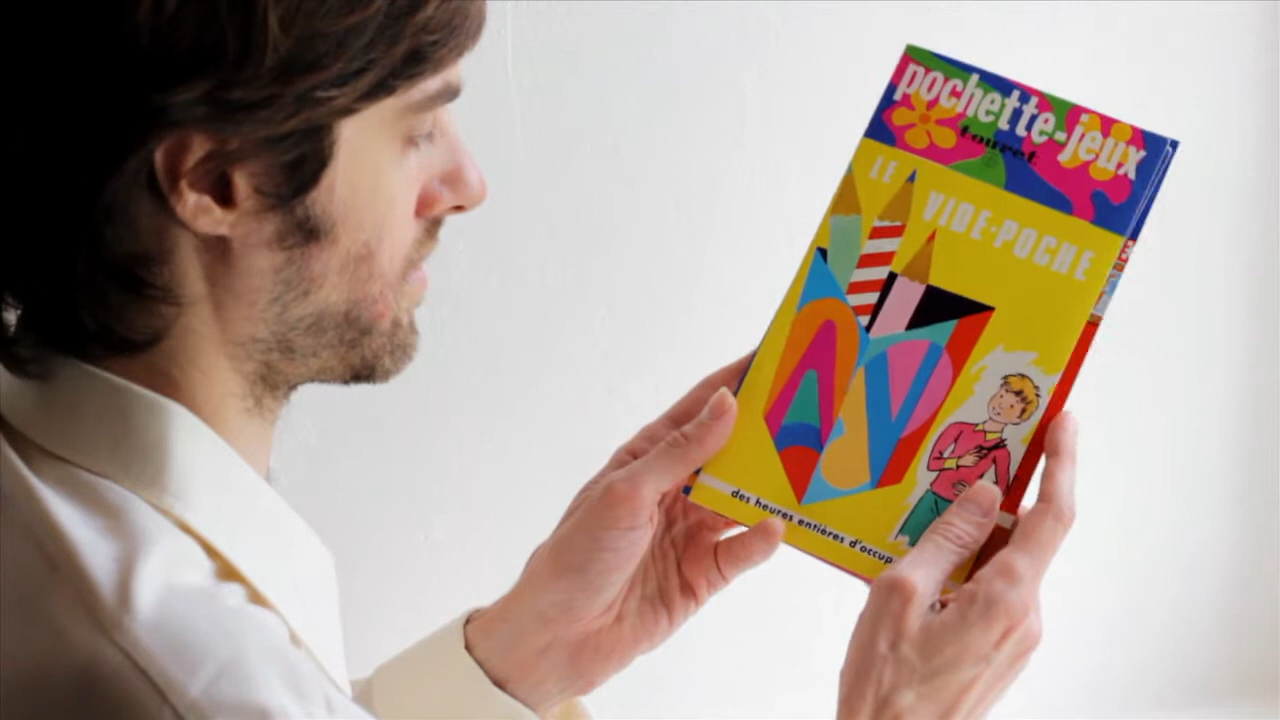 pochette-jeux
touret
LE VIDE-POCHE
des heures entières d'occup